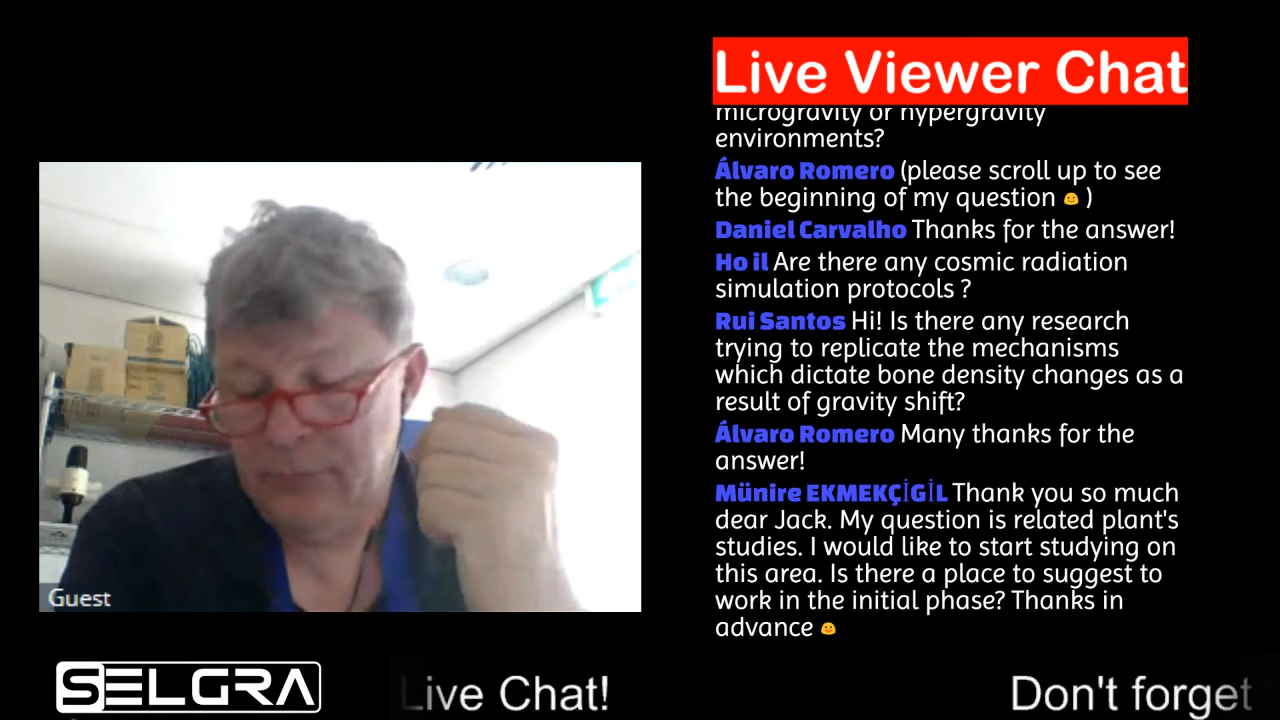 Live Viewer Chat
microgravity or hypergravity
environments?
Álvaro Romero (please scroll up to see
the beginning of my question )
Daniel Carvalho Thanks for the answer!
Ho il Are there any cosmic radiation
simulation protocols ?
Rui Santos Hi! Is there any research
trying to replicate the mechanisms
which dictate bone density changes as a
result of gravity shift?
Álvaro Romero Many thanks for the
answer!
Münire EKMEKÇİGİL Thank you so much
dear Jack. My question is related plant's
studies. I would like to start studying on
this area. Is there a place to suggest to
work in the initial phase? Thanks in
advance
Guest
SELGRA
Live Chat!
Don't forget